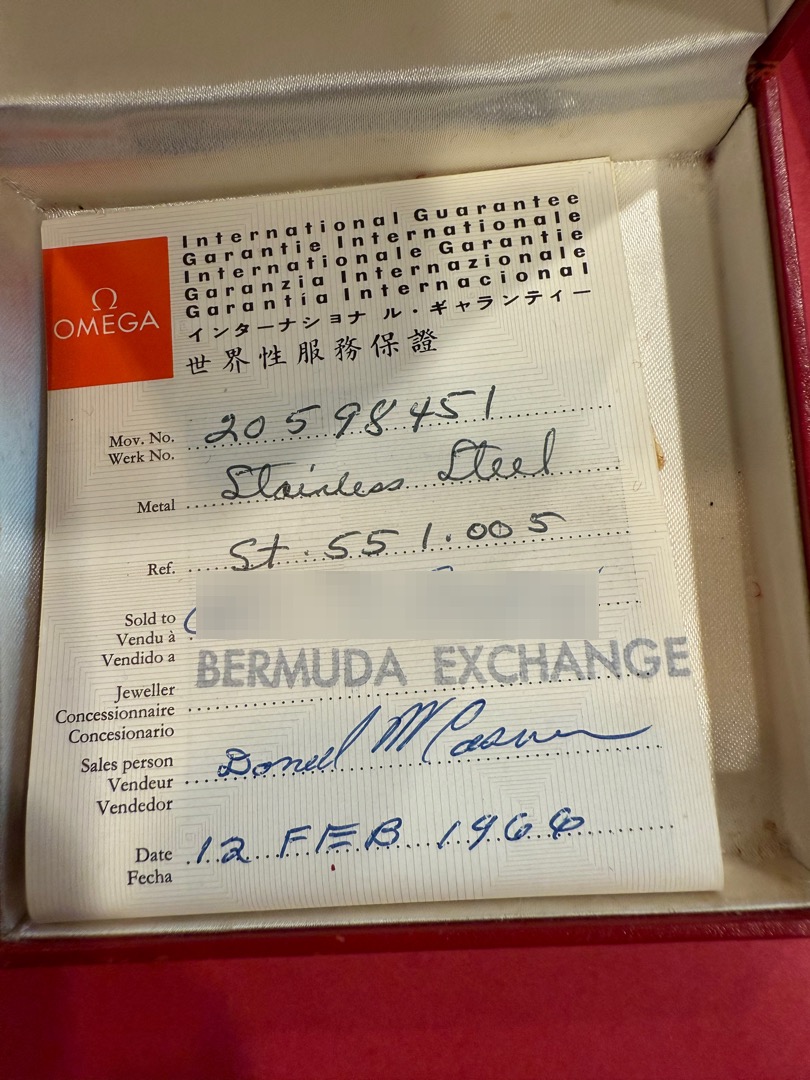 Ω
OMEGA
International Guarantee
Garantie Internationale
Internationale Garantie
Garanzia Internazionale
Garantía Internacional
インターナショナル・ギャランティー
世界性服務保證
Mov. No. 20598451
Werk No.
Metal Stainless Steel
Ref. St. 551.005
Sold to
Vendu à
Vendido a
BERMUDA EXCHANGE
Jeweller
Concessionnaire
Concesionario
Sales person
Vendeur
Vendedor
Date 12 FEB 1966
Fecha